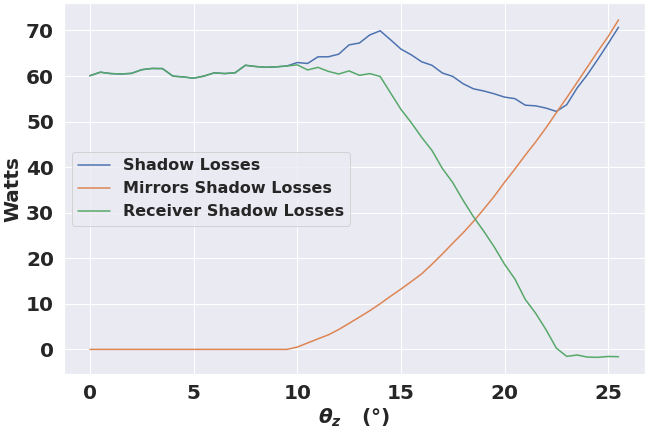 70
60
50
40
30
20
10
0
Watts
Shadow Losses
Mirrors Shadow Losses
Receiver Shadow Losses
0 5 10 15 20 25
θz (°)